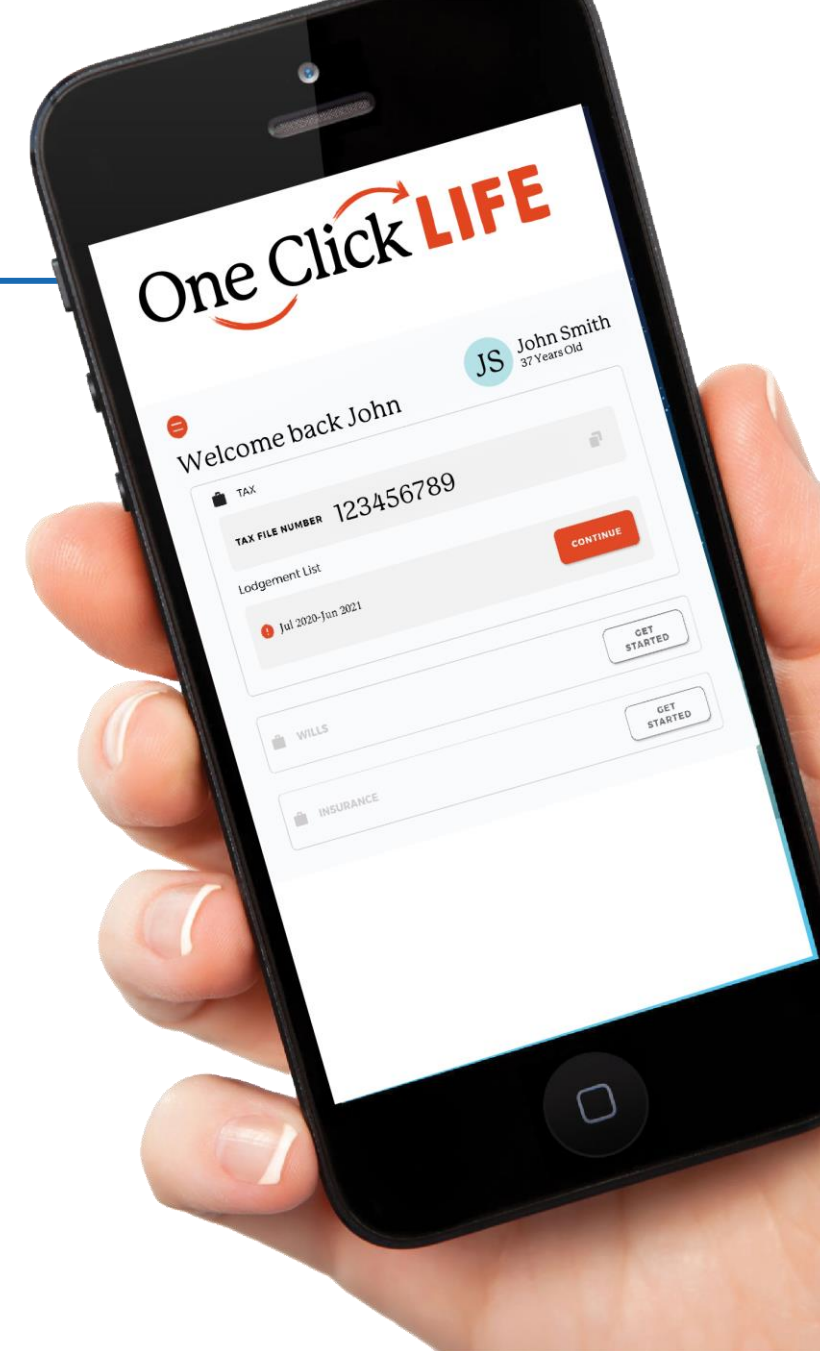 One Click LIFE
JS John Smith
37 Years Old
Welcome back John
TAX
TAX FILE NUMBER 123456789
Lodgement List
Jul 2020-Jun 2021 CONTINUE
WILLS GET STARTED
INSURANCE GET STARTED